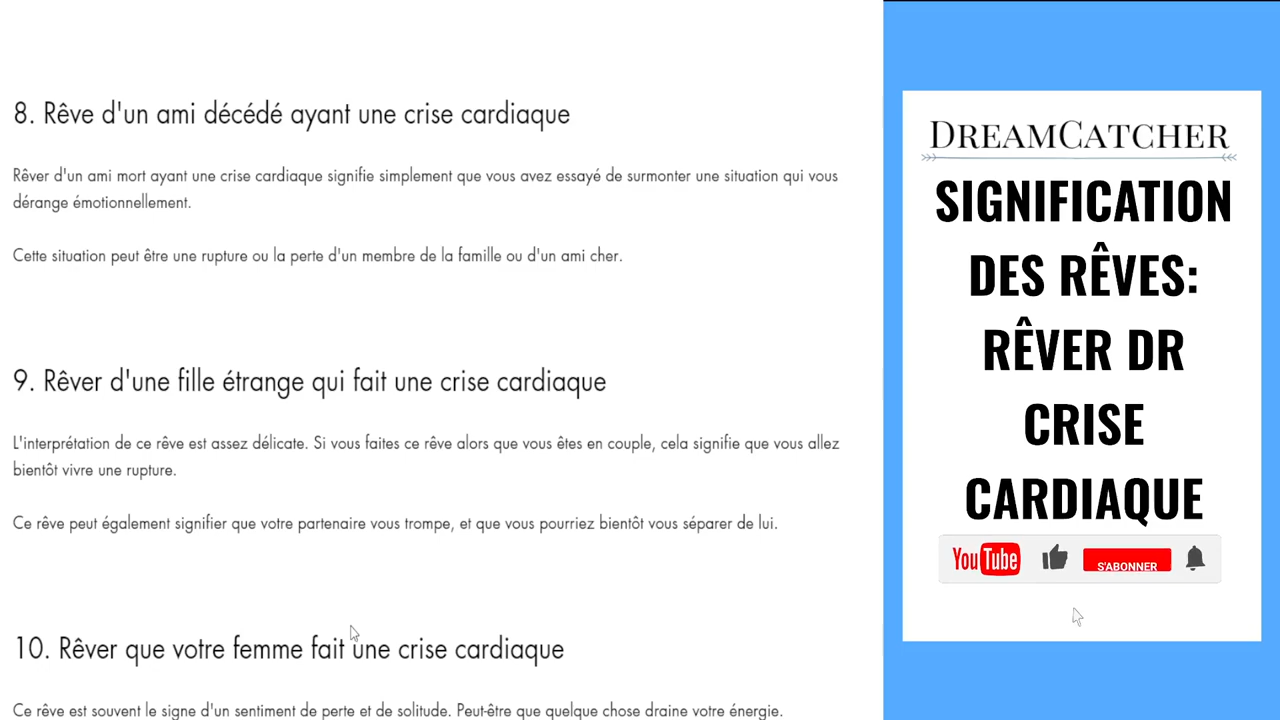 8. Rêve d'un ami décédé ayant une crise cardiaque
Rêver d'un ami mort ayant une crise cardiaque signifie simplement que vous avez essayé de surmonter une situation qui vous
dérange émotionnellement.
Cette situation peut être une rupture ou la perte d'un membre de la famille ou d'un ami cher.
9. Rêver d'une fille étrange qui fait une crise cardiaque
L'interprétation de ce rêve est assez délicate. Si vous faites ce rêve alors que vous êtes en couple, cela signifie que vous allez
bientôt vivre une rupture.
Ce rêve peut également signifier que votre partenaire vous trompe, et que vous pourriez bientôt vous séparer de lui.
10. Rêver que votre femme fait une crise cardiaque
Ce rêve est souvent le signe d'un sentiment de perte et de solitude. Peut-être que quelque chose draine votre énergie.
DREAMCATCHER
SIGNIFICATION
DES RÊVES:
RÊVER DR
CRISE
CARDIAQUE
YouTube S'ABONNER